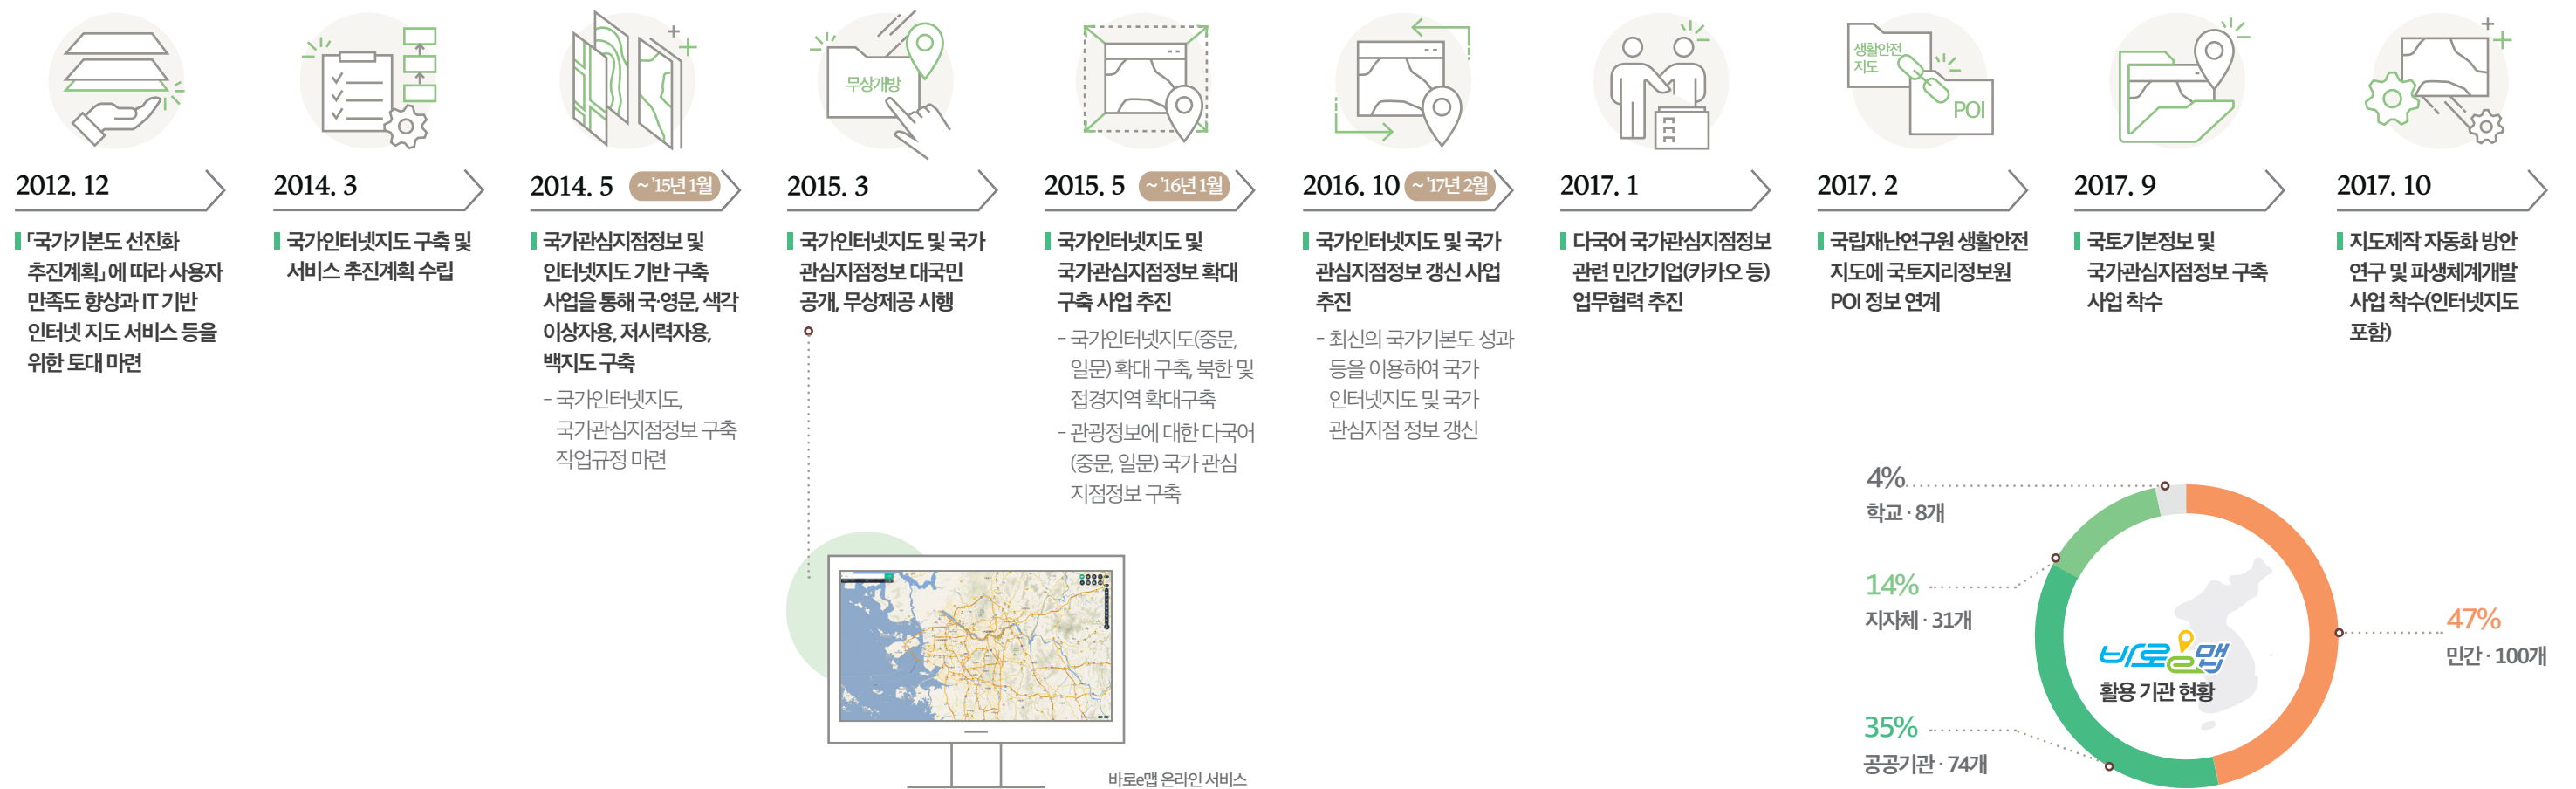 무상개방
생활안전
지도
POI
2012. 12
「국가기본도 선진화
추진계획」에 따라 사용자
만족도 향상과 IT 기반
인터넷 지도 서비스 등을
위한 토대 마련
2014. 3
국가인터넷지도 구축 및
서비스 추진계획 수립
2014. 5 ~ '15년 1월
국가관심지점정보 및
인터넷지도 기반 구축
사업을 통해 국·영문, 색각
이상자용, 저시력자용,
백지도 구축
- 국가인터넷지도,
국가관심지점정보 구축
작업규정 마련
2015. 3
국가인터넷지도 및 국가
관심지점정보 대국민
공개, 무상제공 시행
2015. 5 ~ '16년 1월
국가인터넷지도 및
국가관심지점정보 확대
구축 사업 추진
- 국가인터넷지도(중문,
일문) 확대 구축, 북한 및
접경지역 확대구축
- 관광정보에 대한 다국어
(중문, 일문) 국가 관심
지점정보 구축
2016. 10 ~ '17년 2월
국가인터넷지도 및 국가
관심지점정보 갱신 사업
추진
- 최신의 국가기본도 성과
등을 이용하여 국가
인터넷지도 및 국가
관심지점 정보 갱신
2017. 1
다국어 국가관심지점정보
관련 민간기업(카카오 등)
업무협력 추진
2017. 2
국립재난연구원 생활안전
지도에 국토지리정보원
POI 정보 연계
2017. 9
국토기본정보 및
국가관심지점정보 구축
사업 착수
2017. 10
지도제작 자동화 방안
연구 및 파생체계개발
사업 착수(인터넷지도
포함)
바로e맵 온라인 서비스
4%
학교 · 8개
14%
지자체 · 31개
35%
공공기관 · 74개
47%
민간 · 100개
바로e맵
활용 기관 현황